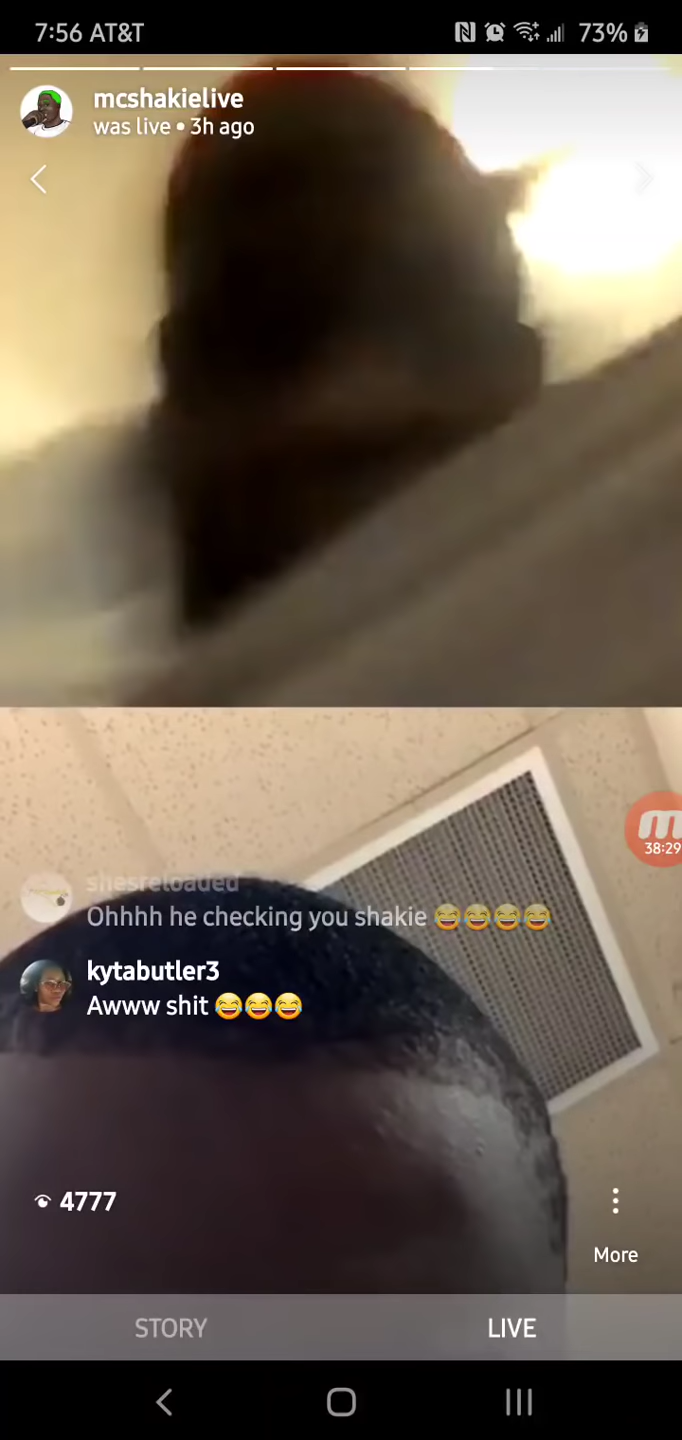 7:56 AT&T
73%
mcshakielive
was live • 3h ago
shesreloaded
Ohhhh he checking you shakie 😂😂😂😂
kytabutler3
Awww shit 😂😂😂
38:29
4777
More
STORY
LIVE